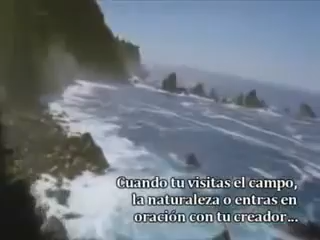 Cuando tu visitas el campo,
la naturaleza o entras en
oración con tu creador...